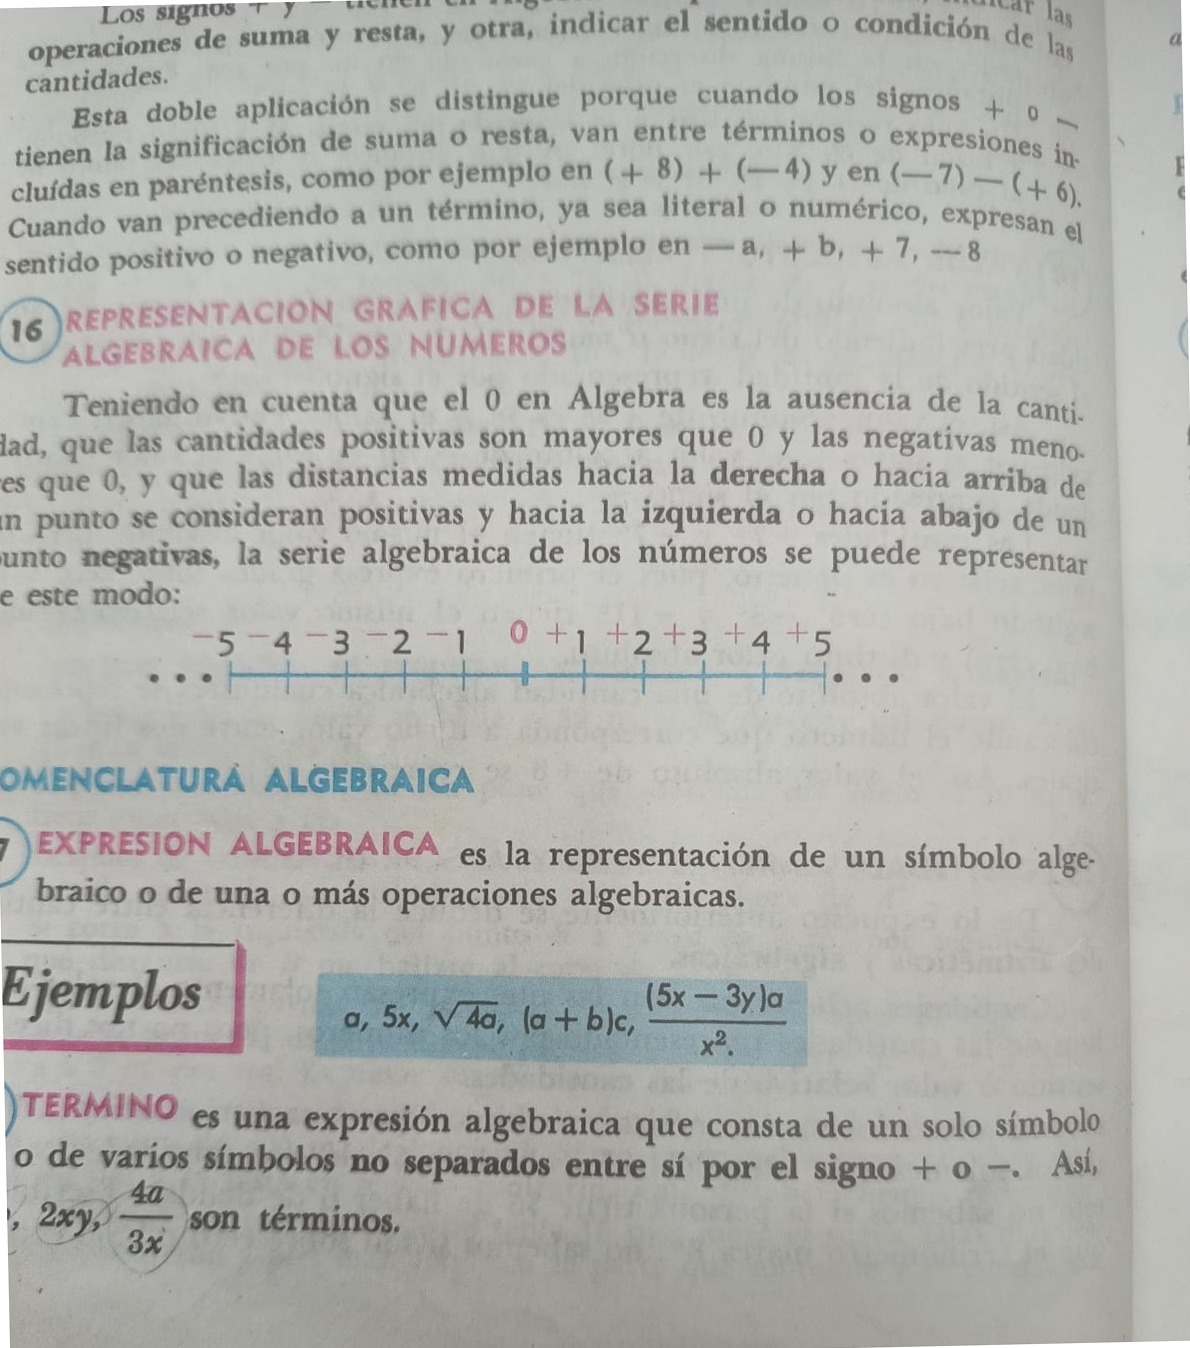 Los signos + y
las
operaciones de suma y resta, y otra, indicar el sentido o condición de las
cantidades.
Esta doble aplicación se distingue porque cuando los signos + o —
tienen la significación de suma o resta, van entre términos o expresiones in-
cluídas en paréntesis, como por ejemplo en (+ 8) + (— 4) y en (— 7) — (+ 6).
Cuando van precediendo a un término, ya sea literal o numérico, expresan el
sentido positivo o negativo, como por ejemplo en — a, + b, + 7, — 8
16 REPRESENTACION GRAFICA DE LA SERIE
ALGEBRAICA DE LOS NUMEROS
Teniendo en cuenta que el 0 en Algebra es la ausencia de la canti-
dad, que las cantidades positivas son mayores que 0 y las negativas meno-
es que 0, y que las distancias medidas hacia la derecha o hacia arriba de
un punto se consideran positivas y hacia la izquierda o hacia abajo de un
punto negativas, la serie algebraica de los números se puede representar
e este modo:
−5 −4 −3 −2 −1 0 +1 +2 +3 +4 +5
. . . . . .
OMENCLATURA ALGEBRAICA
7 EXPRESION ALGEBRAICA es la representación de un símbolo alge-
braico o de una o más operaciones algebraicas.
Ejemplos
a, 5x, √4a, (a + b)c, (5x — 3y)a / x².
TERMINO es una expresión algebraica que consta de un solo símbolo
o de varios símbolos no separados entre sí por el signo + o −. Así,
, 2xy, 4a / 3x son términos.